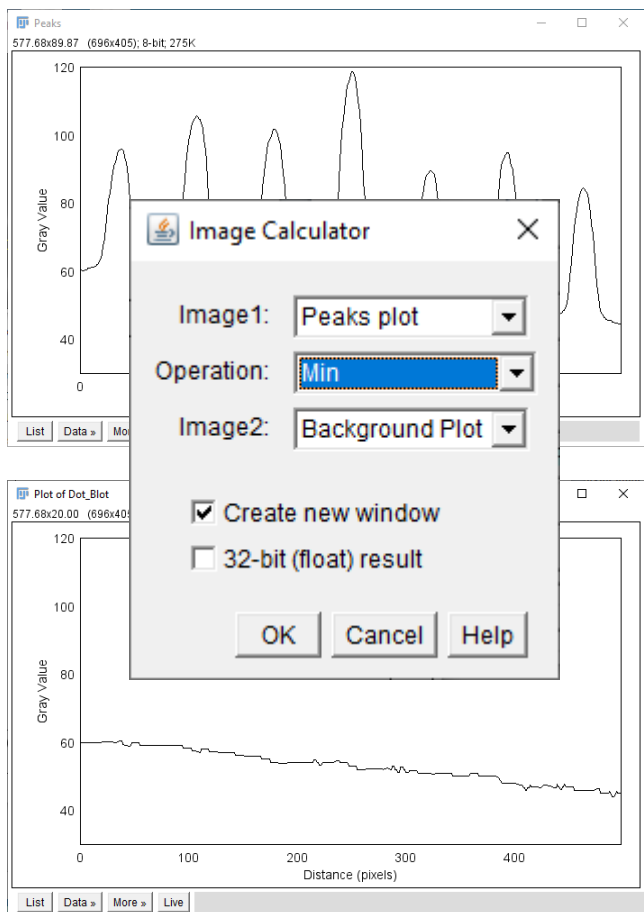 Peaks
577.68x89.87 (696x405); 8-bit; 275K
120
100
80
60
40
Gray Value
0
List Data » Mo
Image Calculator
Image1: Peaks plot
Operation: Min
Image2: Background Plot
Create new window
32-bit (float) result
OK Cancel Help
Plot of Dot_Blot
577.68x20.00 (696x405
120
100
80
60
40
Gray Value
0 100 200 300 400
Distance (pixels)
List Data » More » Live